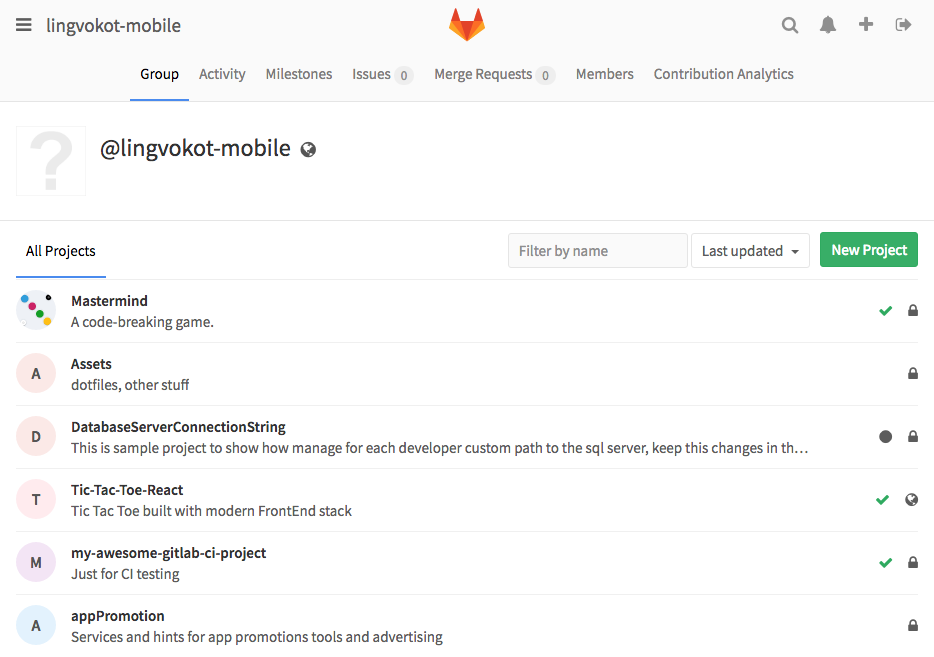 lingvokot-mobile
Group Activity Milestones Issues 0 Merge Requests 0 Members Contribution Analytics
?
@lingvokot-mobile
All Projects Filter by name Last updated New Project
Mastermind
A code-breaking game.
A
Assets
dotfiles, other stuff
D
DatabaseServerConnectionString
This is sample project to show how manage for each developer custom path to the sql server, keep this changes in th…
T
Tic-Tac-Toe-React
Tic Tac Toe built with modern FrontEnd stack
M
my-awesome-gitlab-ci-project
Just for CI testing
A
appPromotion
Services and hints for app promotions tools and advertising